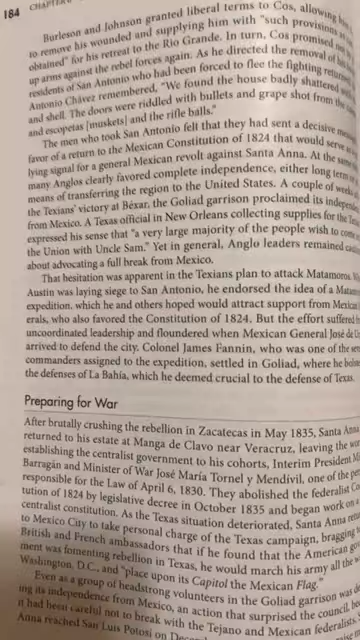 184 CHAPTER
Burleson and Johnson granted liberal terms to Cos, allowing
to remove his wounded and supplying him with "such provisions as
obtained" for his retreat to the Rio Grande. In turn, Cos promised not
up arms against the rebel forces again. As he directed the removal of
residents of San Antonio who had been forced to flee the fighting returned
Antonio Chávez remembered, "We found the house badly shattered
and shell. The doors were riddled with bullets and grape shot from the
and escopetas [muskets] and the rifle balls."
The men who took San Antonio felt that they had sent a decisive
favor of a return to the Mexican Constitution of 1824 that would serve
lying signal for a general Mexican revolt against Santa Anna. At the same
many Anglos clearly favored complete independence, either long term or
means of transferring the region to the United States. A couple of weeks
the Texians' victory at Béxar, the Goliad garrison proclaimed its
from Mexico. A Texas official in New Orleans collecting supplies for the
expressed his sense that "a very large majority of the people wish to
the Union with Uncle Sam." Yet in general, Anglo leaders remained
about advocating a full break from Mexico.
That hesitation was apparent in the Texians plan to attack Matamoros.
Austin was laying siege to San Antonio, he endorsed the idea of a
expedition, which he and others hoped would attract support from Mexican
erals, who also favored the Constitution of 1824. But the effort suffered
uncoordinated leadership and floundered when Mexican General José de
arrived to defend the city. Colonel James Fannin, who was one of the
commanders assigned to the expedition, settled in Goliad, where he
the defenses of La Bahía, which he deemed crucial to the defense of Texas.
Preparing for War
After brutally crushing the rebellion in Zacatecas in May 1835, Santa Anna
returned to his estate at Manga de Clavo near Veracruz, leaving the
establishing the centralist government to his cohorts, Interim President
Barragán and Minister of War José María Tornel y Mendívil, one of the
responsible for the Law of April 6, 1830. They abolished the federalist
tution of 1824 by legislative decree in October 1835 and began work on
centralist constitution. As the Texas situation deteriorated, Santa Anna
to Mexico City to take personal charge of the Texas campaign, bragging to
British and French ambassadors that if he found that the American
ment was fomenting rebellion in Texas, he would march his army all the
Washington, D.C., and "place upon its Capitol the Mexican Flag."
Even as a group of headstrong volunteers in the Goliad garrison was
ing its independence from Mexico, an action that surprised the council,
it had been careful not to break with the Tejano and Mexican federalists,
Anna reached San Luis Potosí on